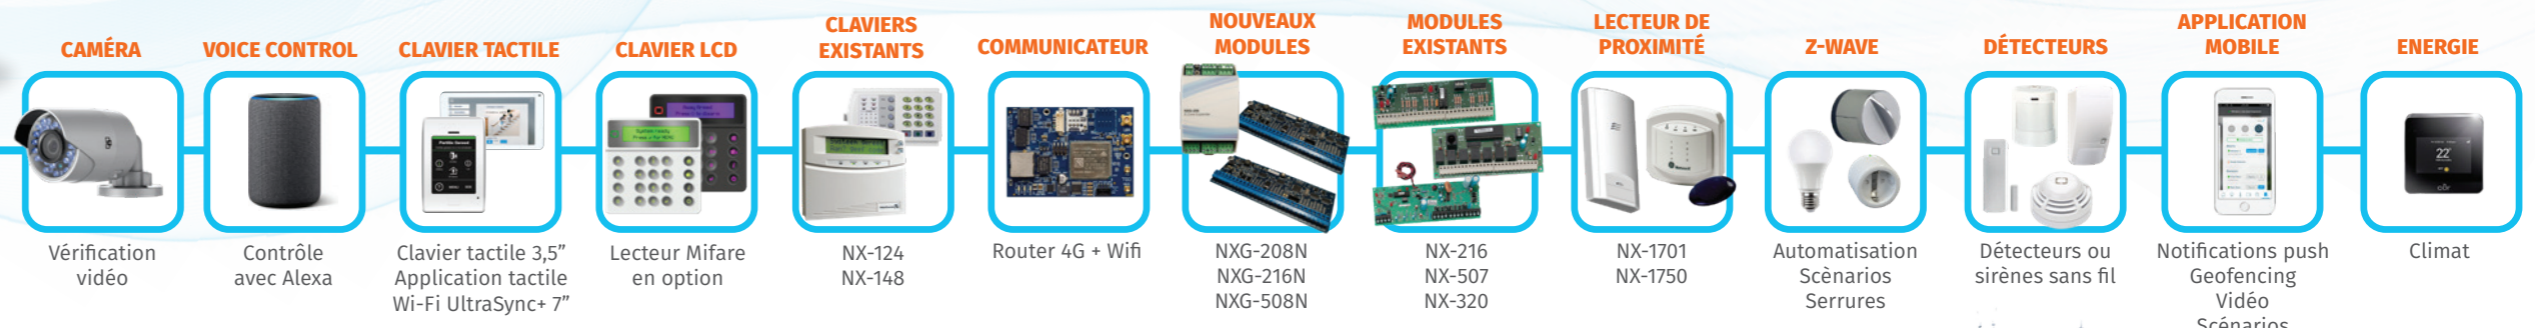 CAMÉRA
Vérification
vidéo
VOICE CONTROL
Contrôle
avec Alexa
CLAVIER TACTILE
Clavier tactile 3,5”
Application tactile
Wi-Fi UltraSync+ 7”
CLAVIER LCD
Lecteur Mifare
en option
CLAVIERS
EXISTANTS
NX-124
NX-148
COMMUNICATEUR
Router 4G + Wifi
NOUVEAUX
MODULES
NXG-208N
NXG-216N
NXG-508N
MODULES
EXISTANTS
NX-216
NX-507
NX-320
LECTEUR DE
PROXIMITÉ
NX-1701
NX-1750
Z-WAVE
Automatisation
Scènarios
Serrures
DÉTECTEURS
Détecteurs ou
sirènes sans fil
APPLICATION
MOBILE
Notifications push
Geofencing
Vidéo
Scénarios
ENERGIE
22°
Climat